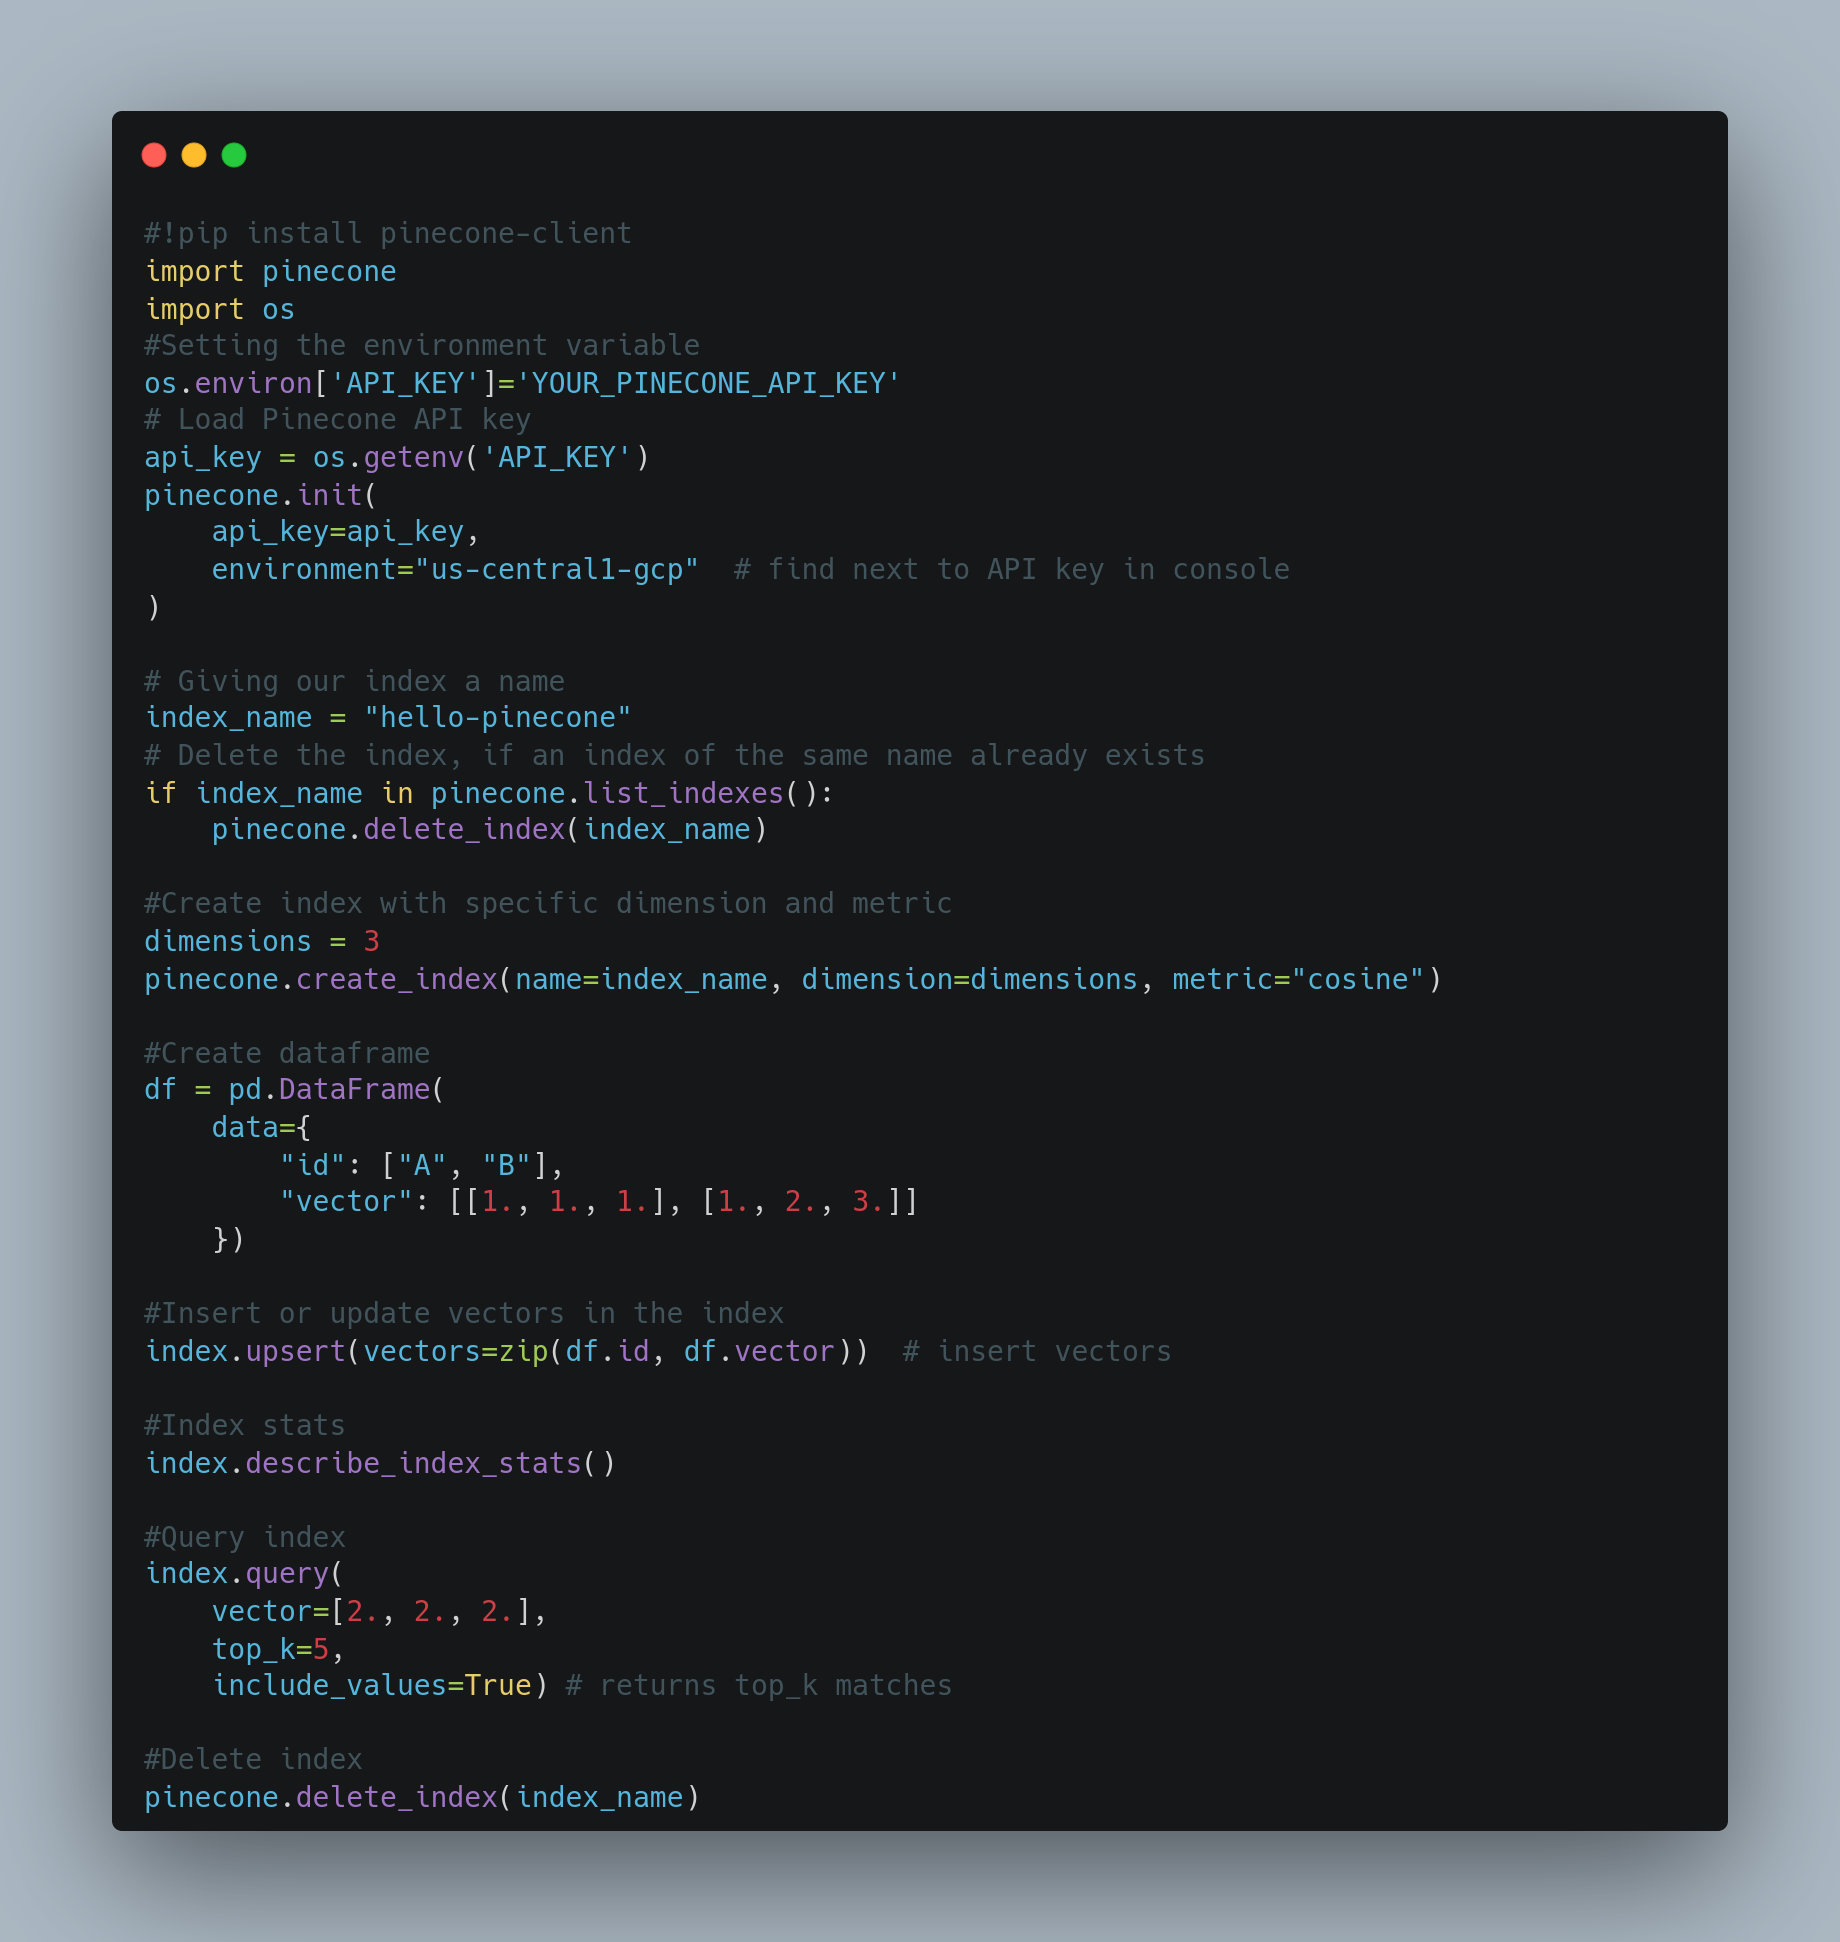 #!pip install pinecone-client
import pinecone
import os
#Setting the environment variable
os.environ['API_KEY']='YOUR_PINECONE_API_KEY'
# Load Pinecone API key
api_key = os.getenv('API_KEY')
pinecone.init(
    api_key=api_key,
    environment="us-central1-gcp"  # find next to API key in console
)

# Giving our index a name
index_name = "hello-pinecone"
# Delete the index, if an index of the same name already exists
if index_name in pinecone.list_indexes():
    pinecone.delete_index(index_name)

#Create index with specific dimension and metric
dimensions = 3
pinecone.create_index(name=index_name, dimension=dimensions, metric="cosine")

#Create dataframe
df = pd.DataFrame(
    data={
        "id": ["A", "B"],
        "vector": [[1., 1., 1.], [1., 2., 3.]]
    })

#Insert or update vectors in the index
index.upsert(vectors=zip(df.id, df.vector))  # insert vectors

#Index stats
index.describe_index_stats()

#Query index
index.query(
    vector=[2., 2., 2.],
    top_k=5,
    include_values=True) # returns top_k matches

#Delete index
pinecone.delete_index(index_name)